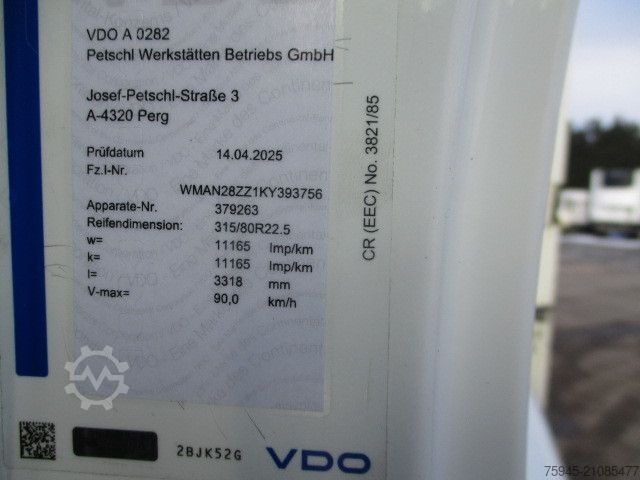 VDO A 0282
Petschl Werkstätten Betriebs GmbH
Josef-Petschl-Straße 3
A-4320 Perg
Prüfdatum 14.04.2025
Fz.I-Nr.
WMAN28ZZ1KY393756
Apparate-Nr. 379263
Reifendimension: 315/80R22.5
w= 11165 Imp/km
k= 11165 Imp/km
l= 3318 mm
V-max= 90,0 km/h
CR (EEC) No. 3821/85
2BJK52G VDO
75945-21085477